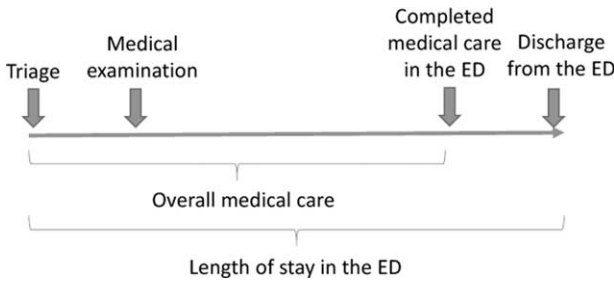 Triage
Medical
examination
Completed
medical care
in the ED
Discharge
from the ED
Overall medical care
Length of stay in the ED